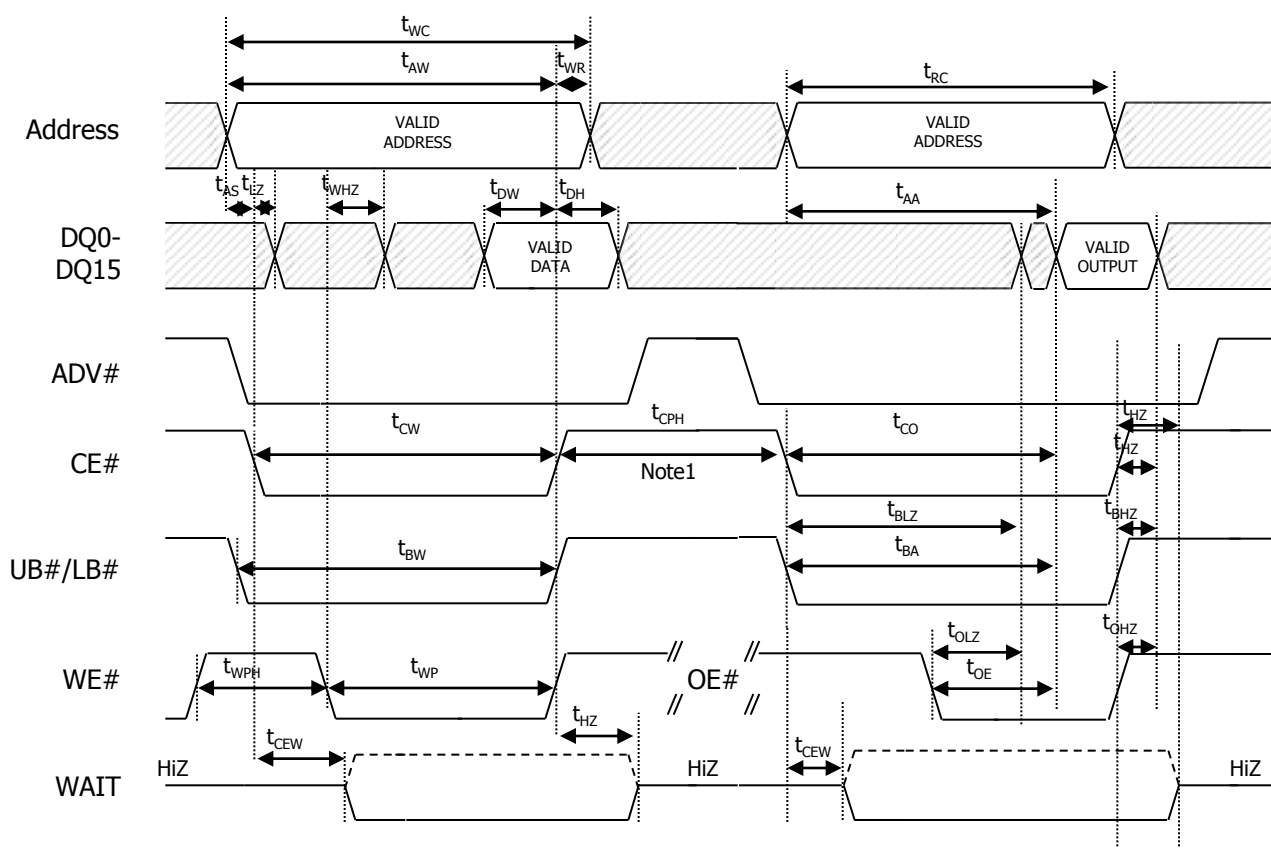 tWC
tAW
tWR
tRC
Address
VALID
ADDRESS
VALID
ADDRESS
tAS
tLZ
tWHZ
tDW
tDH
tAA
DQ0-
DQ15
VALID
DATA
VALID
OUTPUT
ADV#
tCW
tCPH
tCO
tHZ
CE#
Note1
tHZ
tBLZ
tBHZ
UB#/LB#
tBW
tBA
tOLZ
tOHZ
WE#
tWPH
tWP
//
//
OE#
tOE
//
//
tHZ
tCEW
tCEW
WAIT
HiZ
HiZ
HiZ